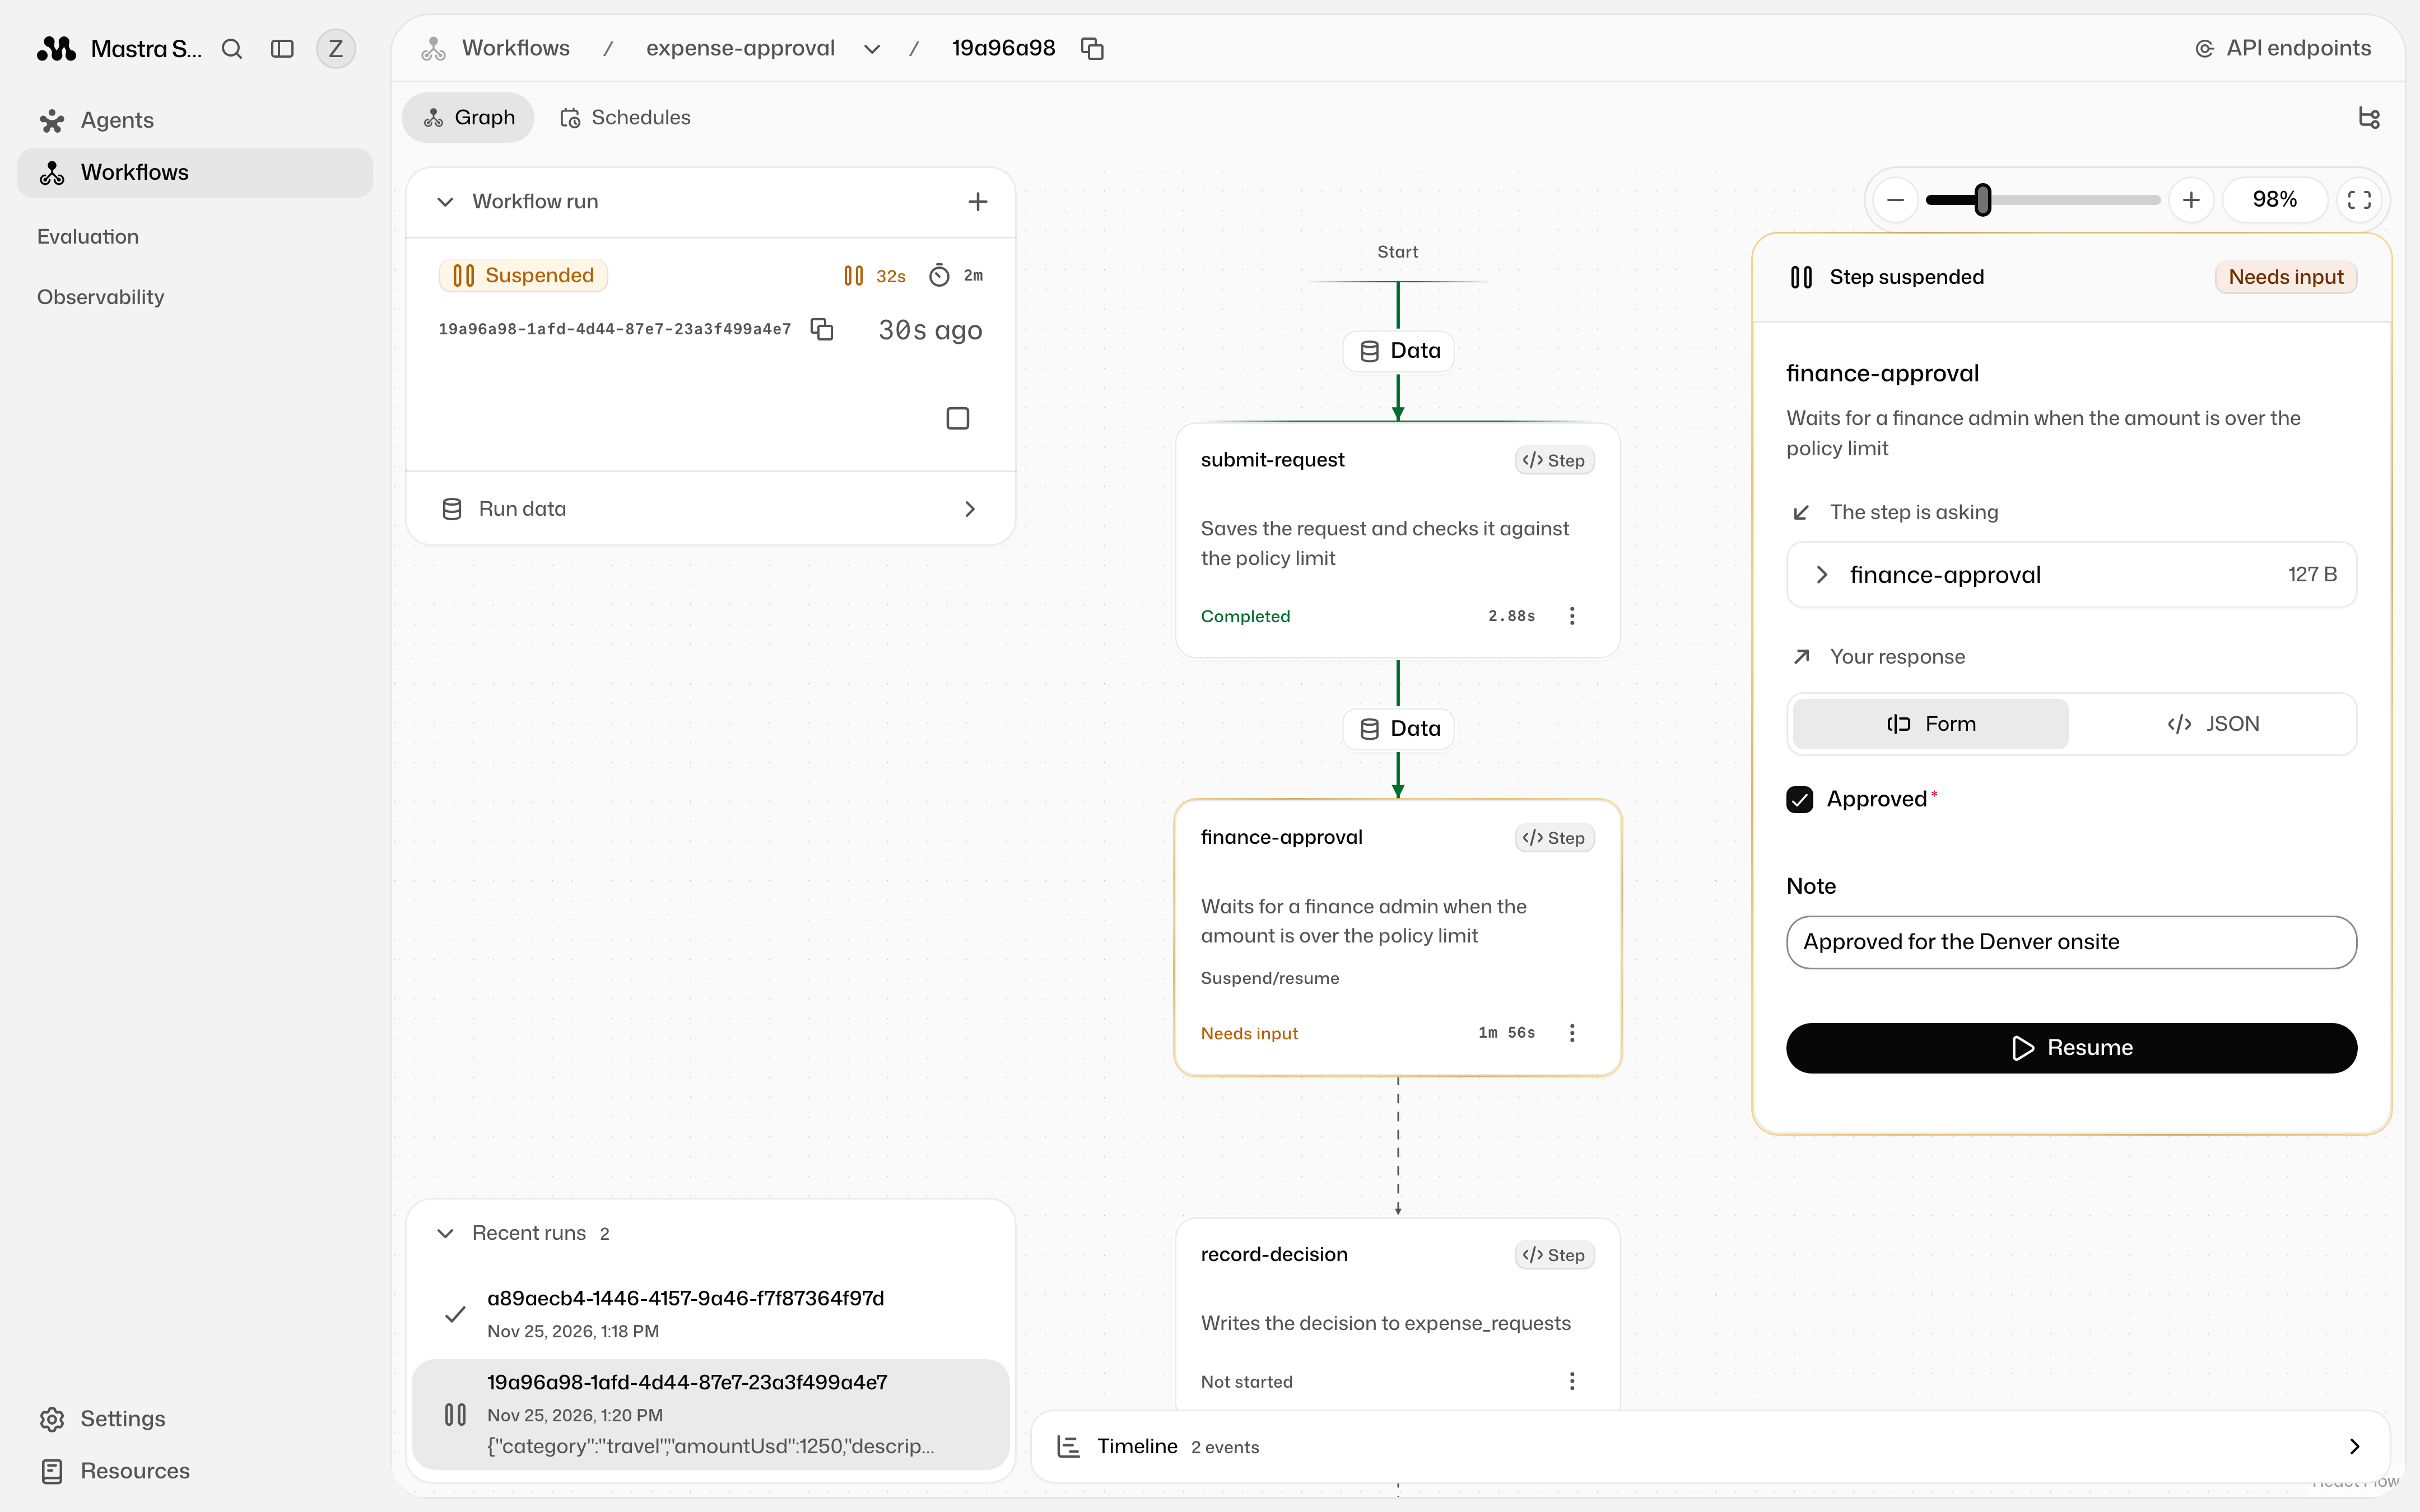 Mastra S...
Z
Agents
Workflows
Evaluation
Observability
Settings
Resources
Workflows / expense-approval / 19a96a98
API endpoints
Graph
Schedules
Workflow run
Suspended
32s
2m
19a96a98-1afd-4d44-87e7-23a3f499a4e7
30s ago
Run data
Recent runs 2
a89aecb4-1446-4157-9a46-f7f87364f97d
Nov 25, 2026, 1:18 PM
19a96a98-1afd-4d44-87e7-23a3f499a4e7
Nov 25, 2026, 1:20 PM
{"category":"travel","amountUsd":1250,"descrip...
Start
Data
submit-request
Step
Saves the request and checks it against
the policy limit
Completed
2.88s
Data
finance-approval
Step
Waits for a finance admin when the
amount is over the policy limit
Suspend/resume
Needs input
1m 56s
record-decision
Step
Writes the decision to expense_requests
Not started
Timeline 2 events
98%
Step suspended
Needs input
finance-approval
Waits for a finance admin when the amount is over the
policy limit
The step is asking
finance-approval
127 B
Your response
Form
JSON
Approved*
Note
Approved for the Denver onsite
Resume